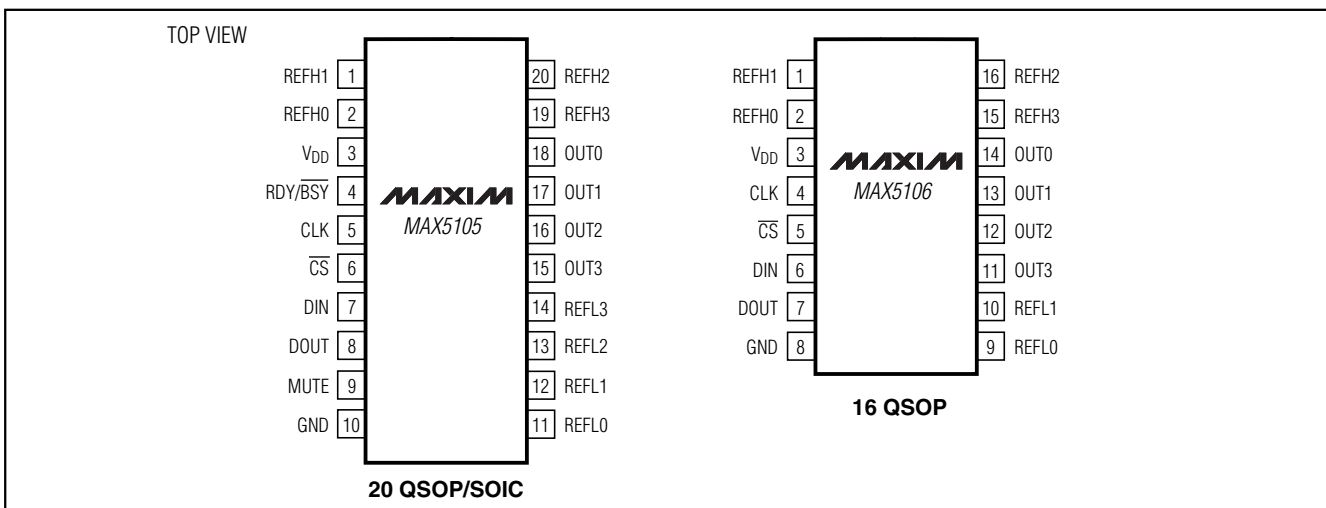 TOP VIEW
REFH1 1
REFH0 2
VDD 3
RDY/B̅S̅Y̅ 4
CLK 5
C̅S̅ 6
DIN 7
DOUT 8
MUTE 9
GND 10
MAXIM
MAX5105
20 REFH2
19 REFH3
18 OUT0
17 OUT1
16 OUT2
15 OUT3
14 REFL3
13 REFL2
12 REFL1
11 REFL0
20 QSOP/SOIC
REFH1 1
REFH0 2
VDD 3
CLK 4
C̅S̅ 5
DIN 6
DOUT 7
GND 8
MAXIM
MAX5106
16 REFH2
15 REFH3
14 OUT0
13 OUT1
12 OUT2
11 OUT3
10 REFL1
9 REFL0
16 QSOP